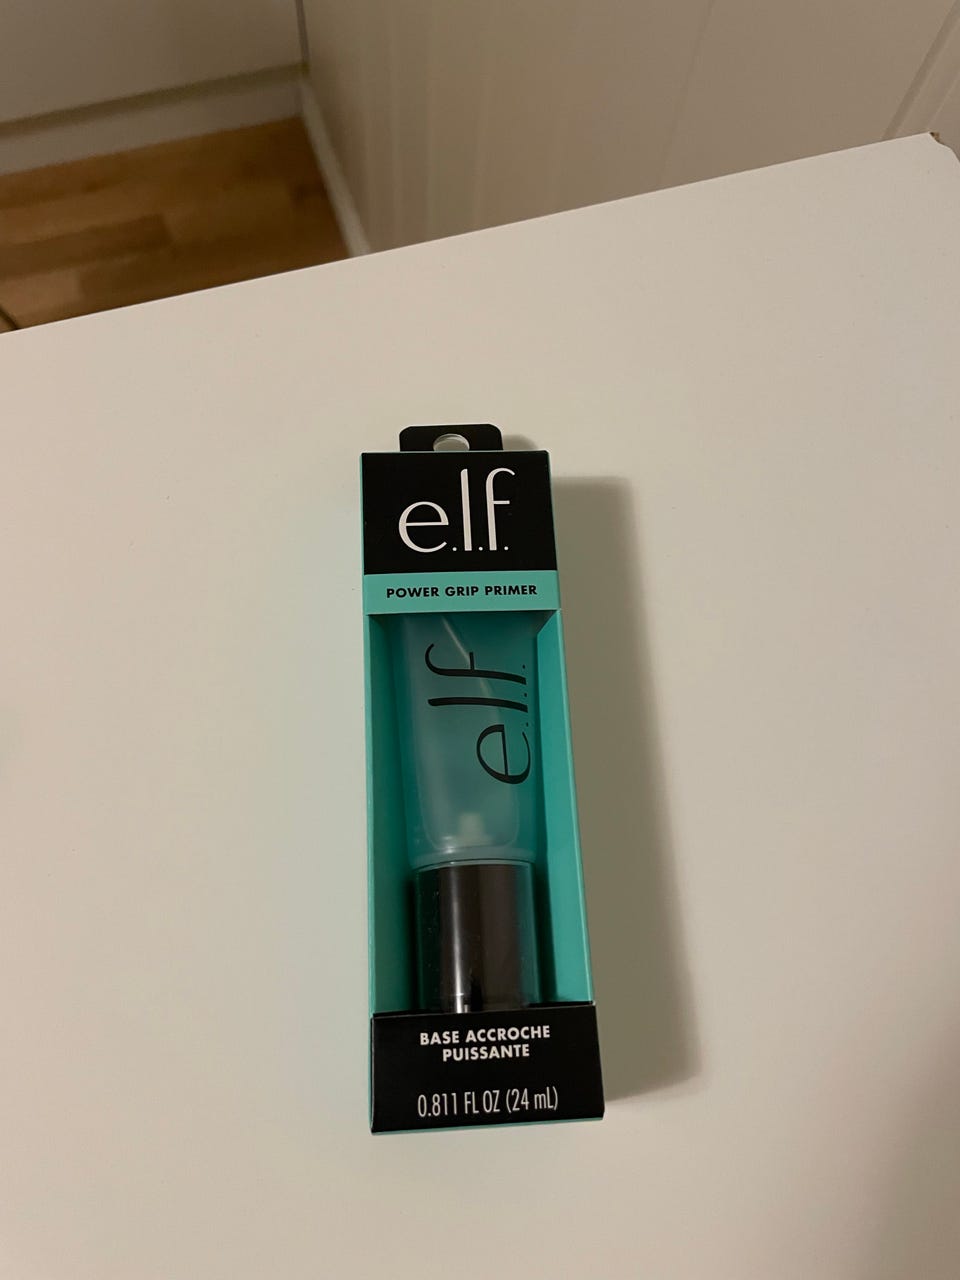 e.l.f.
POWER GRIP PRIMER
e.l.f.
BASE ACCROCHE
PUISSANTE
0.811 FL OZ (24 mL)